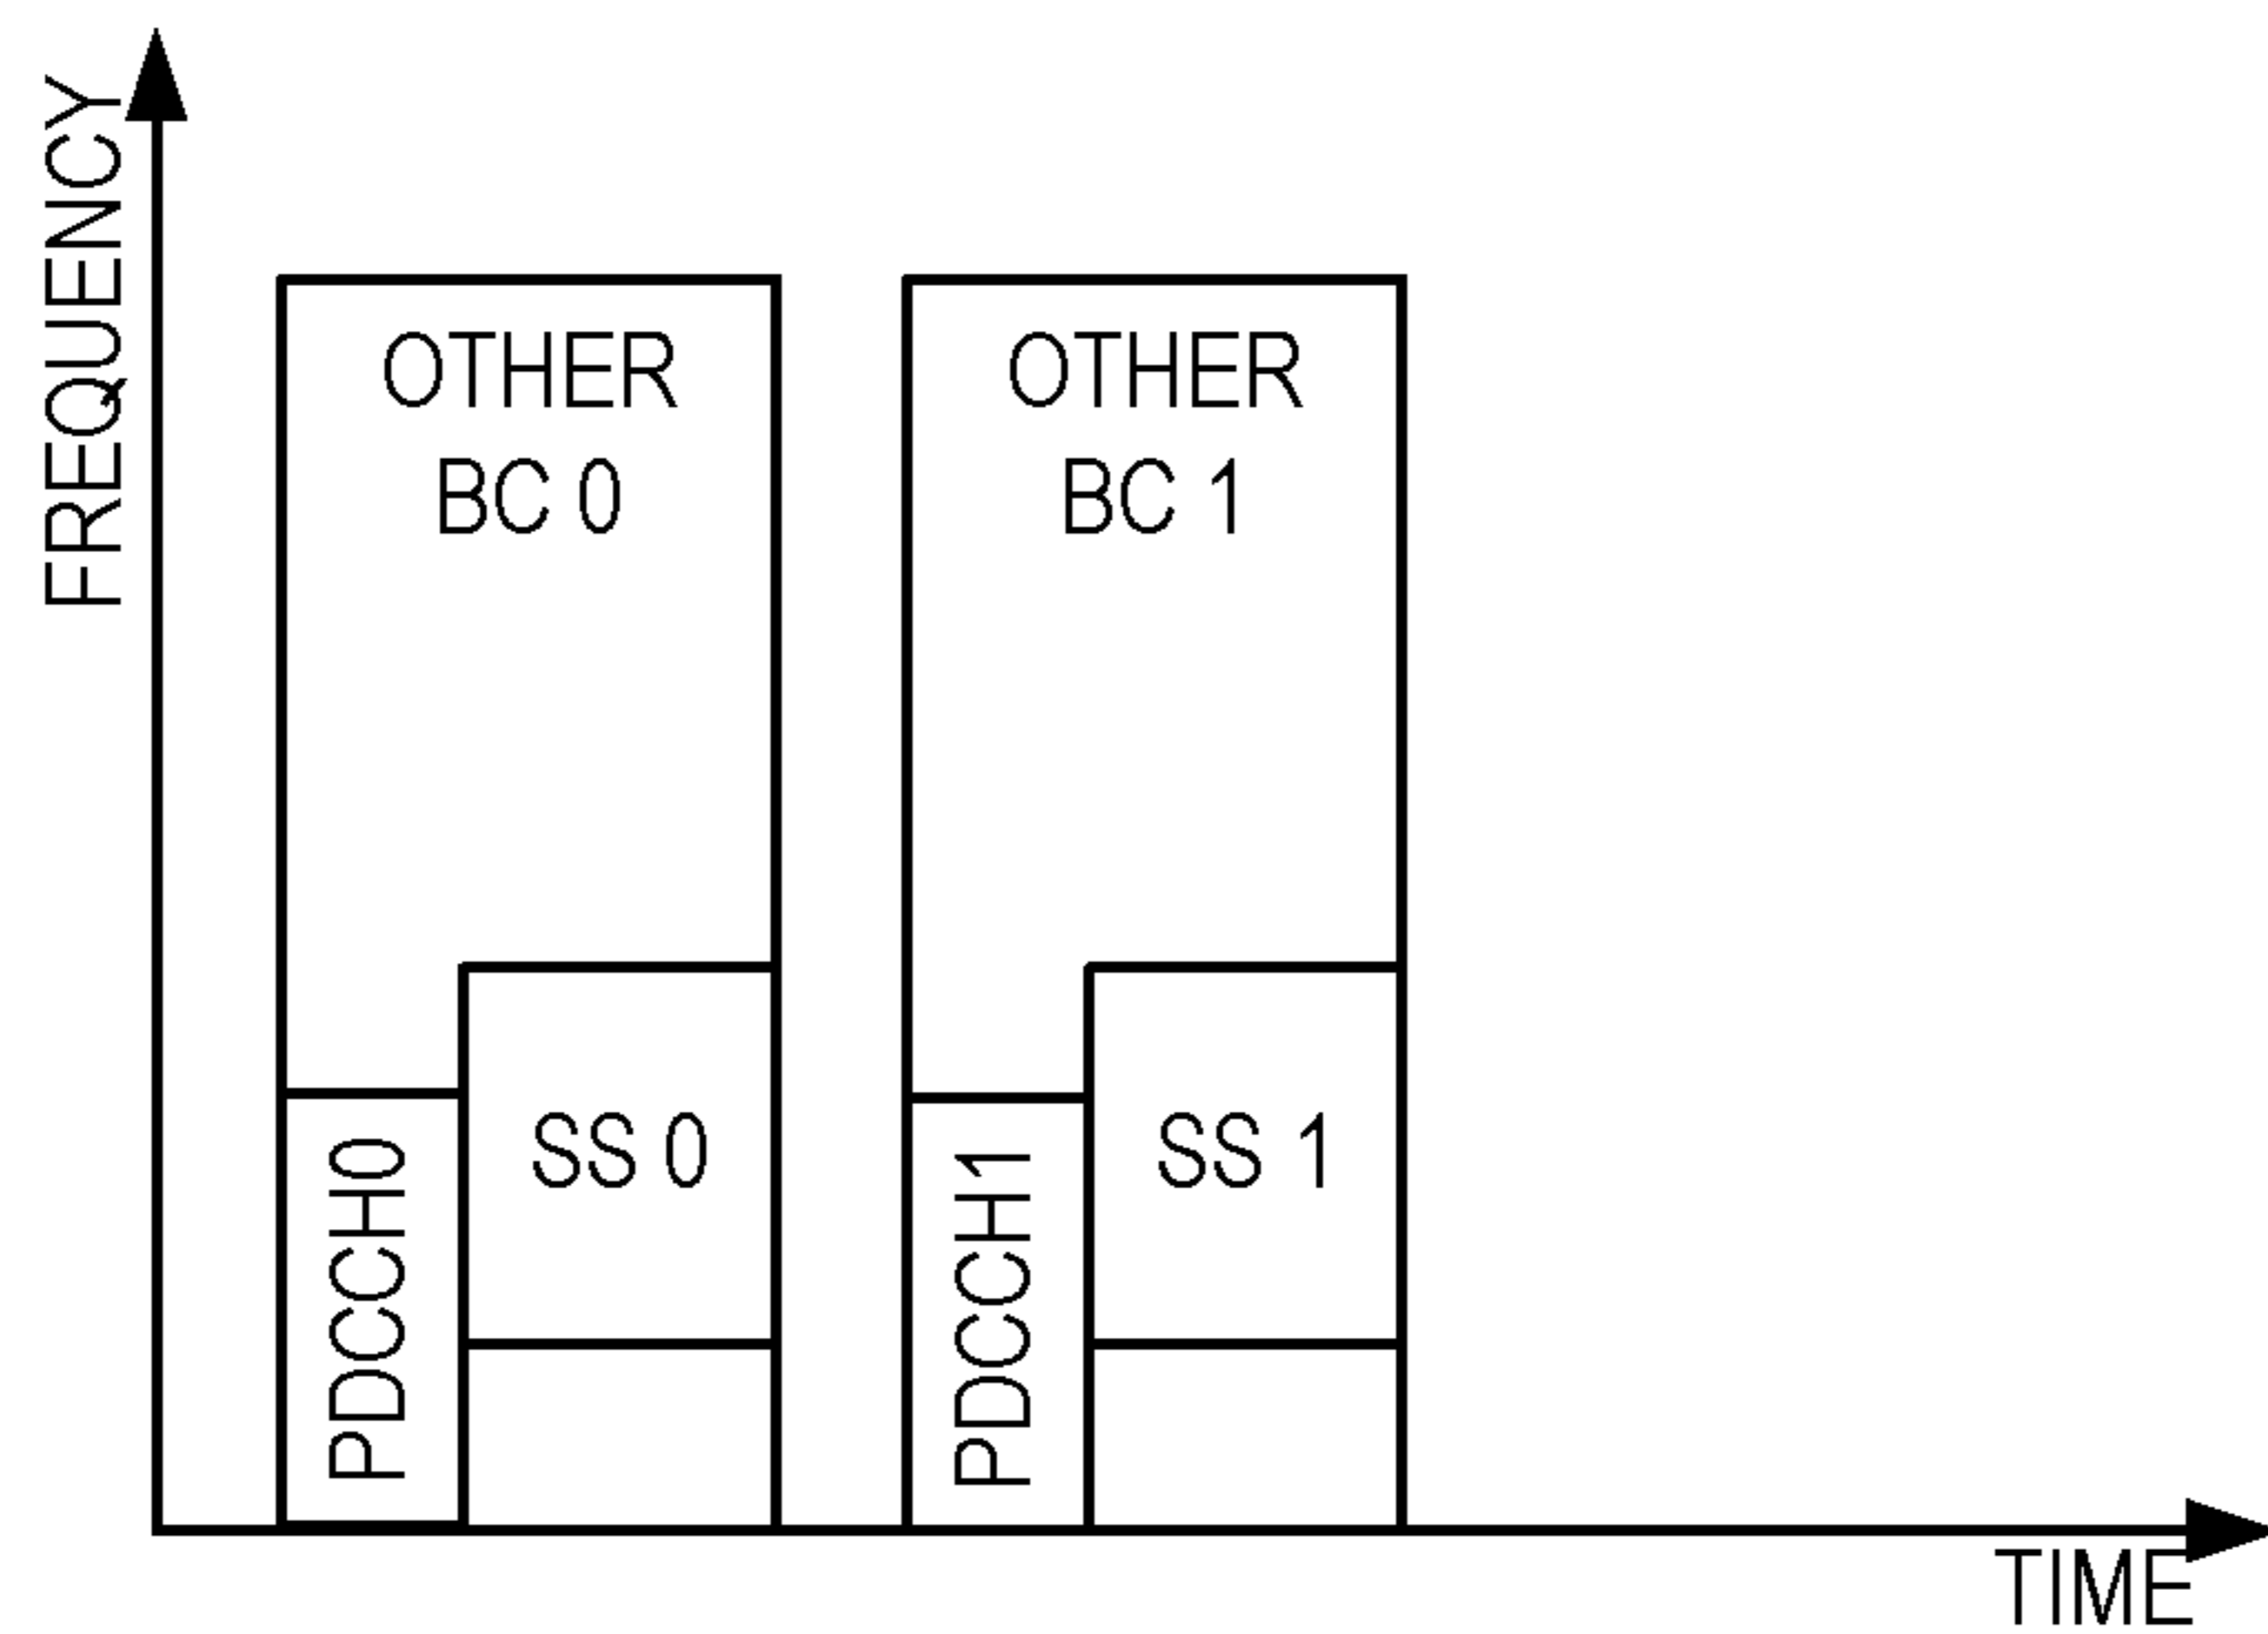 FREQUENCY
OTHER
BC 0
OTHER
BC 1
PDCCH0
SS 0
PDCCH1
SS 1
TIME